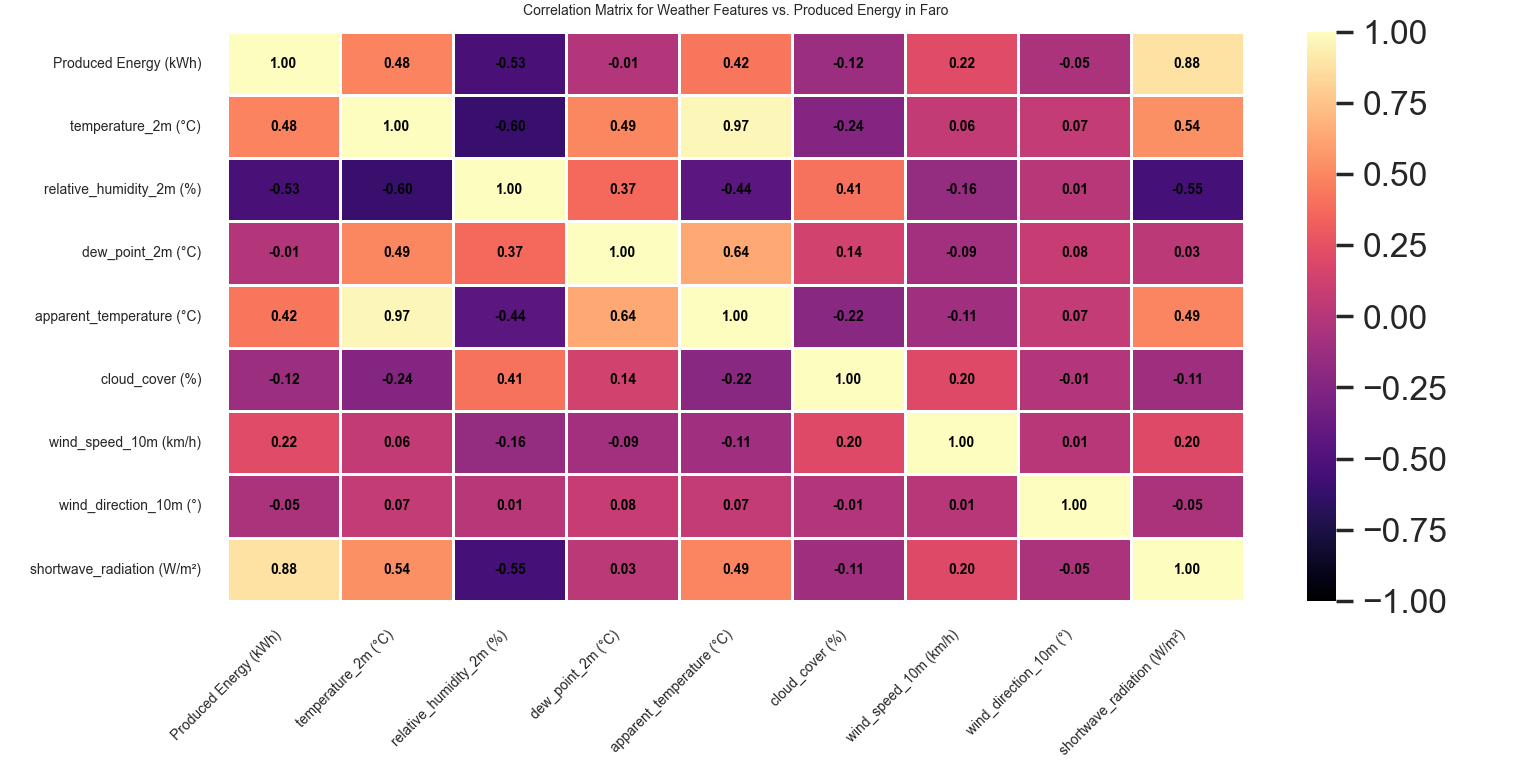 Correlation Matrix for Weather Features vs. Produced Energy in Faro
Produced Energy (kWh) 1.00 0.48 -0.53 -0.01 0.42 -0.12 0.22 -0.05 0.88
temperature_2m (°C) 0.48 1.00 -0.60 0.49 0.97 -0.24 0.06 0.07 0.54
relative_humidity_2m (%) -0.53 -0.60 1.00 0.37 -0.44 0.41 -0.16 0.01 -0.55
dew_point_2m (°C) -0.01 0.49 0.37 1.00 0.64 0.14 -0.09 0.08 0.03
apparent_temperature (°C) 0.42 0.97 -0.44 0.64 1.00 -0.22 -0.11 0.07 0.49
cloud_cover (%) -0.12 -0.24 0.41 0.14 -0.22 1.00 0.20 -0.01 -0.11
wind_speed_10m (km/h) 0.22 0.06 -0.16 -0.09 -0.11 0.20 1.00 0.01 0.20
wind_direction_10m (°) -0.05 0.07 0.01 0.08 0.07 -0.01 0.01 1.00 -0.05
shortwave_radiation (W/m²) 0.88 0.54 -0.55 0.03 0.49 -0.11 0.20 -0.05 1.00
Produced Energy (kWh)
temperature_2m (°C)
relative_humidity_2m (%)
dew_point_2m (°C)
apparent_temperature (°C)
cloud_cover (%)
wind_speed_10m (km/h)
wind_direction_10m (°)
shortwave_radiation (W/m²)
1.00
0.75
0.50
0.25
0.00
−0.25
−0.50
−0.75
−1.00